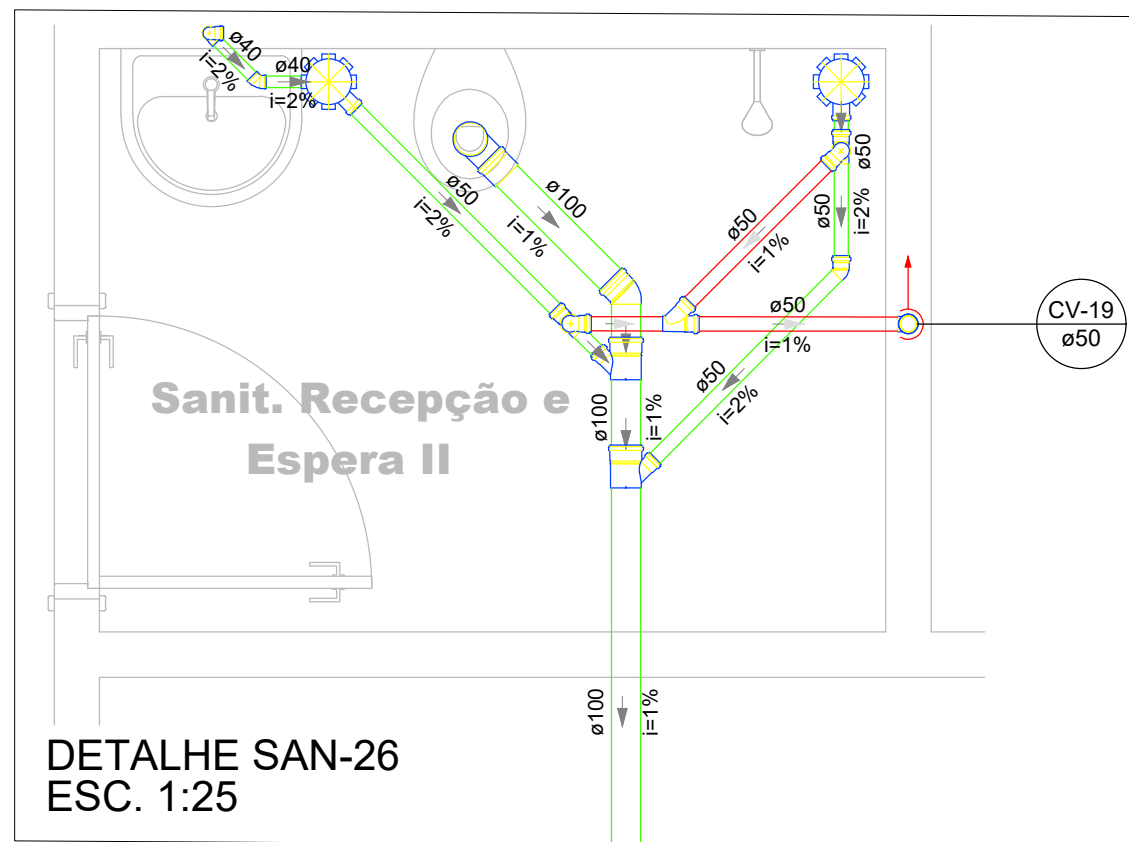 ø40
i=2%
ø40
i=2%
ø50
i=2%
ø100
i=1%
ø50
i=1%
ø50
ø50
i=2%
ø50
i=1%
CV-19
ø50
ø50
i=2%
Sanit. Recepção e
Espera II
ø100
i=1%
ø100
i=1%
DETALHE SAN-26
ESC. 1:25